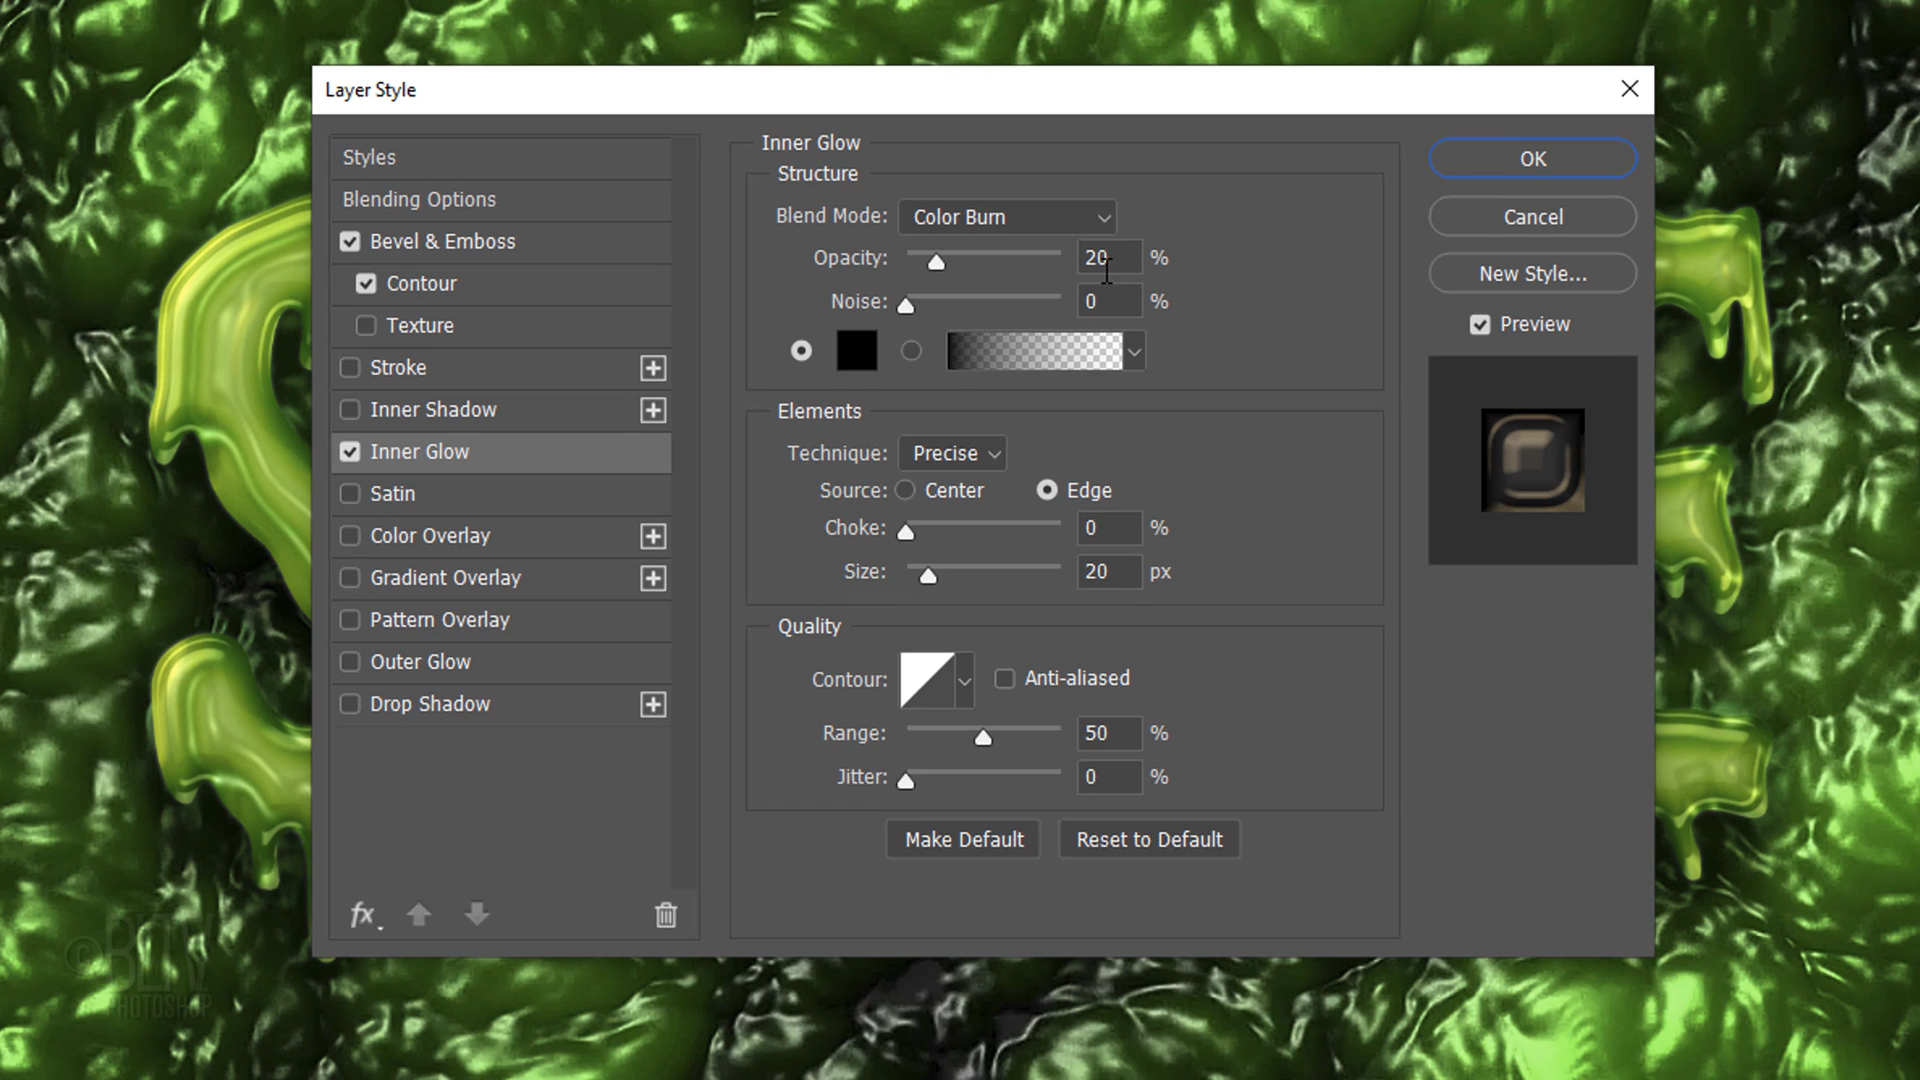 Layer Style
Styles
Blending Options
Bevel & Emboss
Contour
Texture
Stroke
Inner Shadow
Inner Glow
Satin
Color Overlay
Gradient Overlay
Pattern Overlay
Outer Glow
Drop Shadow
fx
Inner Glow
Structure
Blend Mode: Color Burn
Opacity: 20 %
Noise: 0 %
Elements
Technique: Precise
Source: Center Edge
Choke: 0 %
Size: 20 px
Quality
Contour: Anti-aliased
Range: 50 %
Jitter: 0 %
Make Default Reset to Default
OK
Cancel
New Style...
Preview
© BLTV
PHOTOSHOP